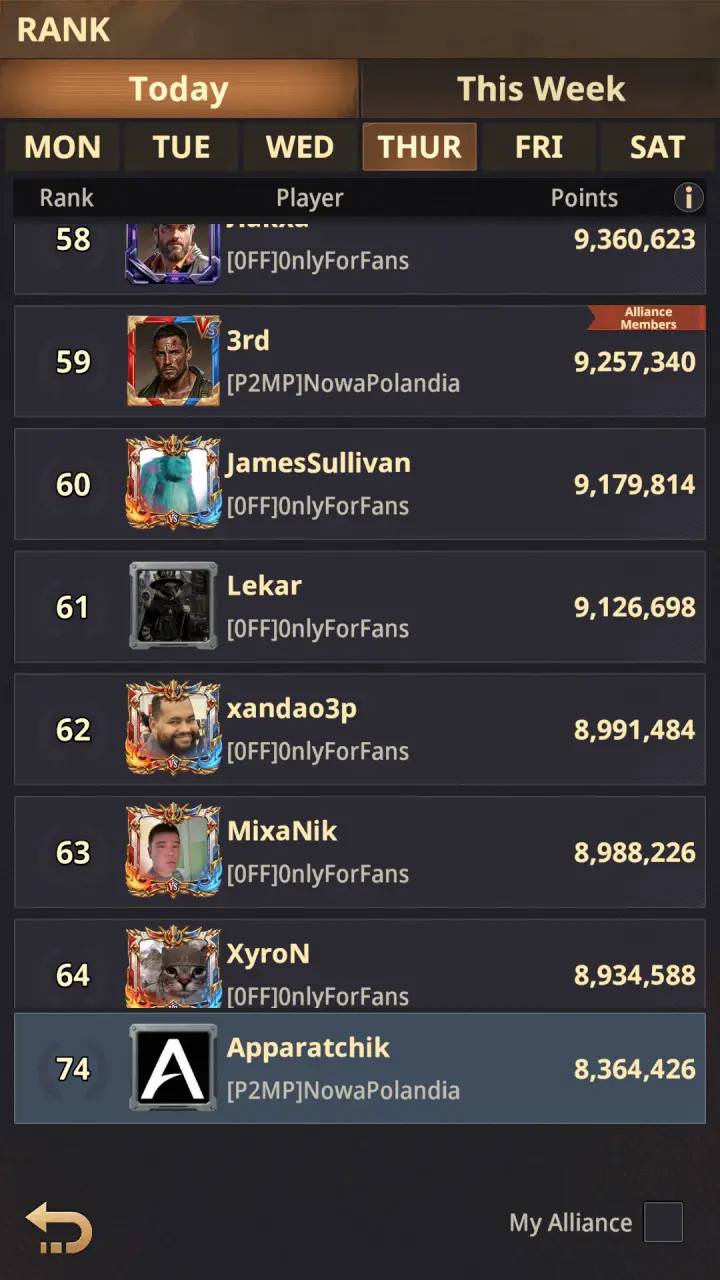 RANK
Today
This Week
MON
TUE
WED
THUR
FRI
SAT
Rank
Player
Points
58
[0FF]0nlyForFans
9,360,623
Alliance
Members
59
3rd
[P2MP]NowaPolandia
9,257,340
60
JamesSullivan
[0FF]0nlyForFans
9,179,814
61
Lekar
[0FF]0nlyForFans
9,126,698
62
xandao3p
[0FF]0nlyForFans
8,991,484
63
MixaNik
[0FF]0nlyForFans
8,988,226
64
XyroN
[0FF]0nlyForFans
8,934,588
74
Apparatchik
[P2MP]NowaPolandia
8,364,426
My Alliance